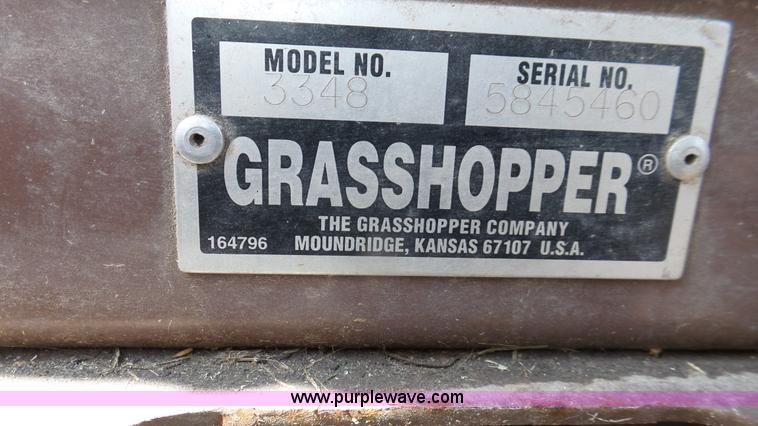 MODEL NO. SERIAL NO.
3348 5845460
GRASSHOPPER®
THE GRASSHOPPER COMPANY
164796 MOUNDRIDGE, KANSAS 67107 U.S.A.
www.purplewave.com